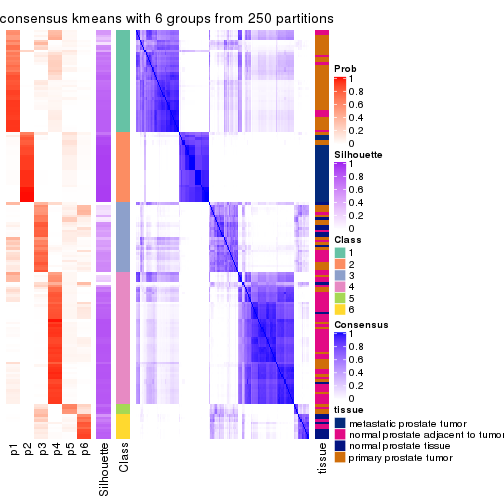 consensus kmeans with 6 groups from 250 partitions
Prob
1
0.8
0.6
0.4
0.2
0
Silhouette
1
0.8
0.6
0.4
0.2
0
Class
1
2
3
4
5
6
Consensus
1
0.8
0.6
0.4
0.2
0
tissue
metastatic prostate tumor
normal prostate adjacent to tumor
normal prostate tissue
primary prostate tumor
p1
p2
p3
p4
p5
p6
Silhouette
Class
tissue